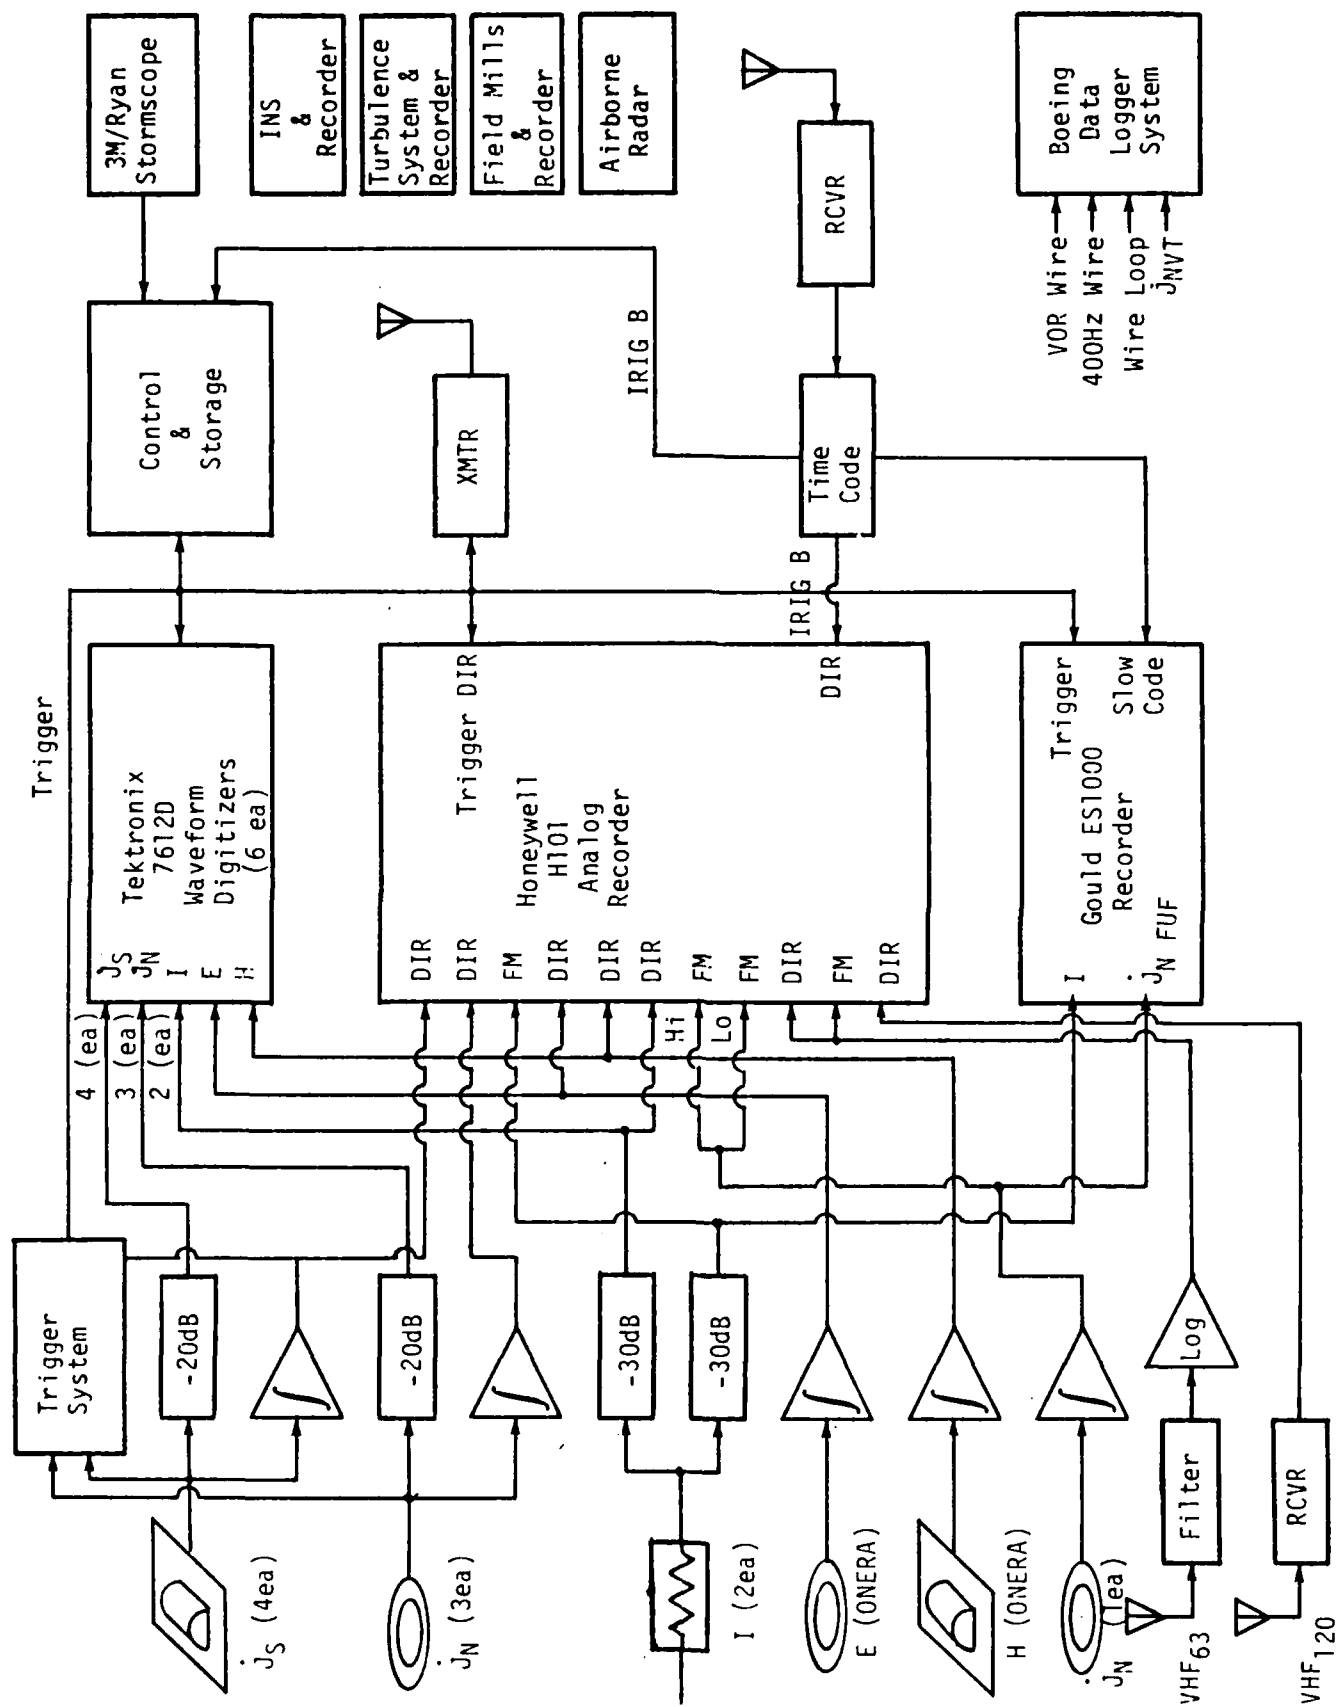 3M/Ryan
Stormscope
INS
&
Recorder
Turbulence
System &
Recorder
Field Mills
&
Recorder
Airborne
Radar
RCVR
Boeing
Data
Logger
System
VOR Wire
400Hz Wire
Wire Loop
J̇NVT
Control
&
Storage
XMTR
IRIG B
Time
Code
IRIG B
Trigger
Tektronix
7612D
Waveform
Digitizers
(6 ea)
J̇S
J̇N
I
E
H
4 (ea)
3 (ea)
2 (ea)
Trigger DIR
Honeywell
H101
Analog
Recorder
DIR
DIR
DIR
FM
DIR
DIR
DIR
FM
FM
DIR
FM
DIR
Hi
Lo
Trigger
Slow
Code
Gould ES1000
Recorder
I
J̇N FUF
Trigger
System
-20dB
∫
-20dB
∫
-30dB
-30dB
∫
∫
∫
Log
Filter
RCVR
J̇S (4ea)
J̇N (3ea)
I (2ea)
E (ONERA)
H (ONERA)
J̇N (1ea)
VHF63
VHF120